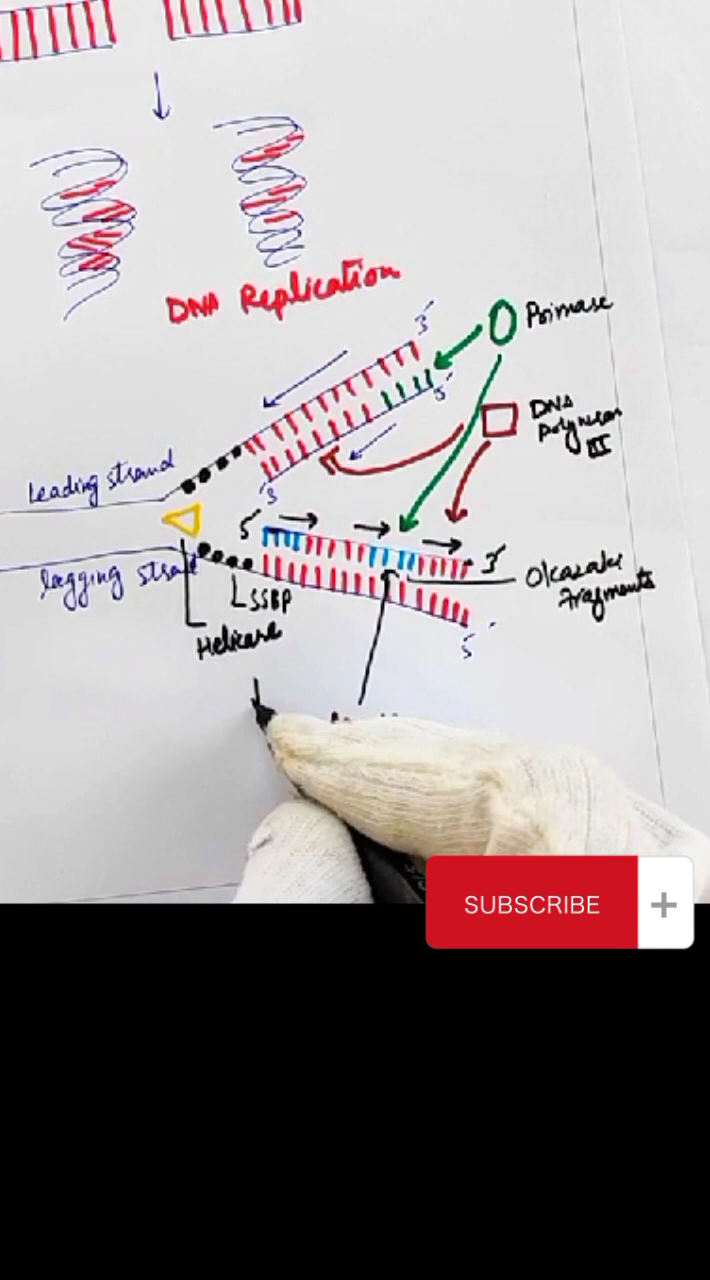 DNA Replication
3′
Primase
5′
DNA
III
Leading strand
3′
5′
3′
lagging strand
Okazaki
Fragments
SSBP
5′
Helicase
SUBSCRIBE